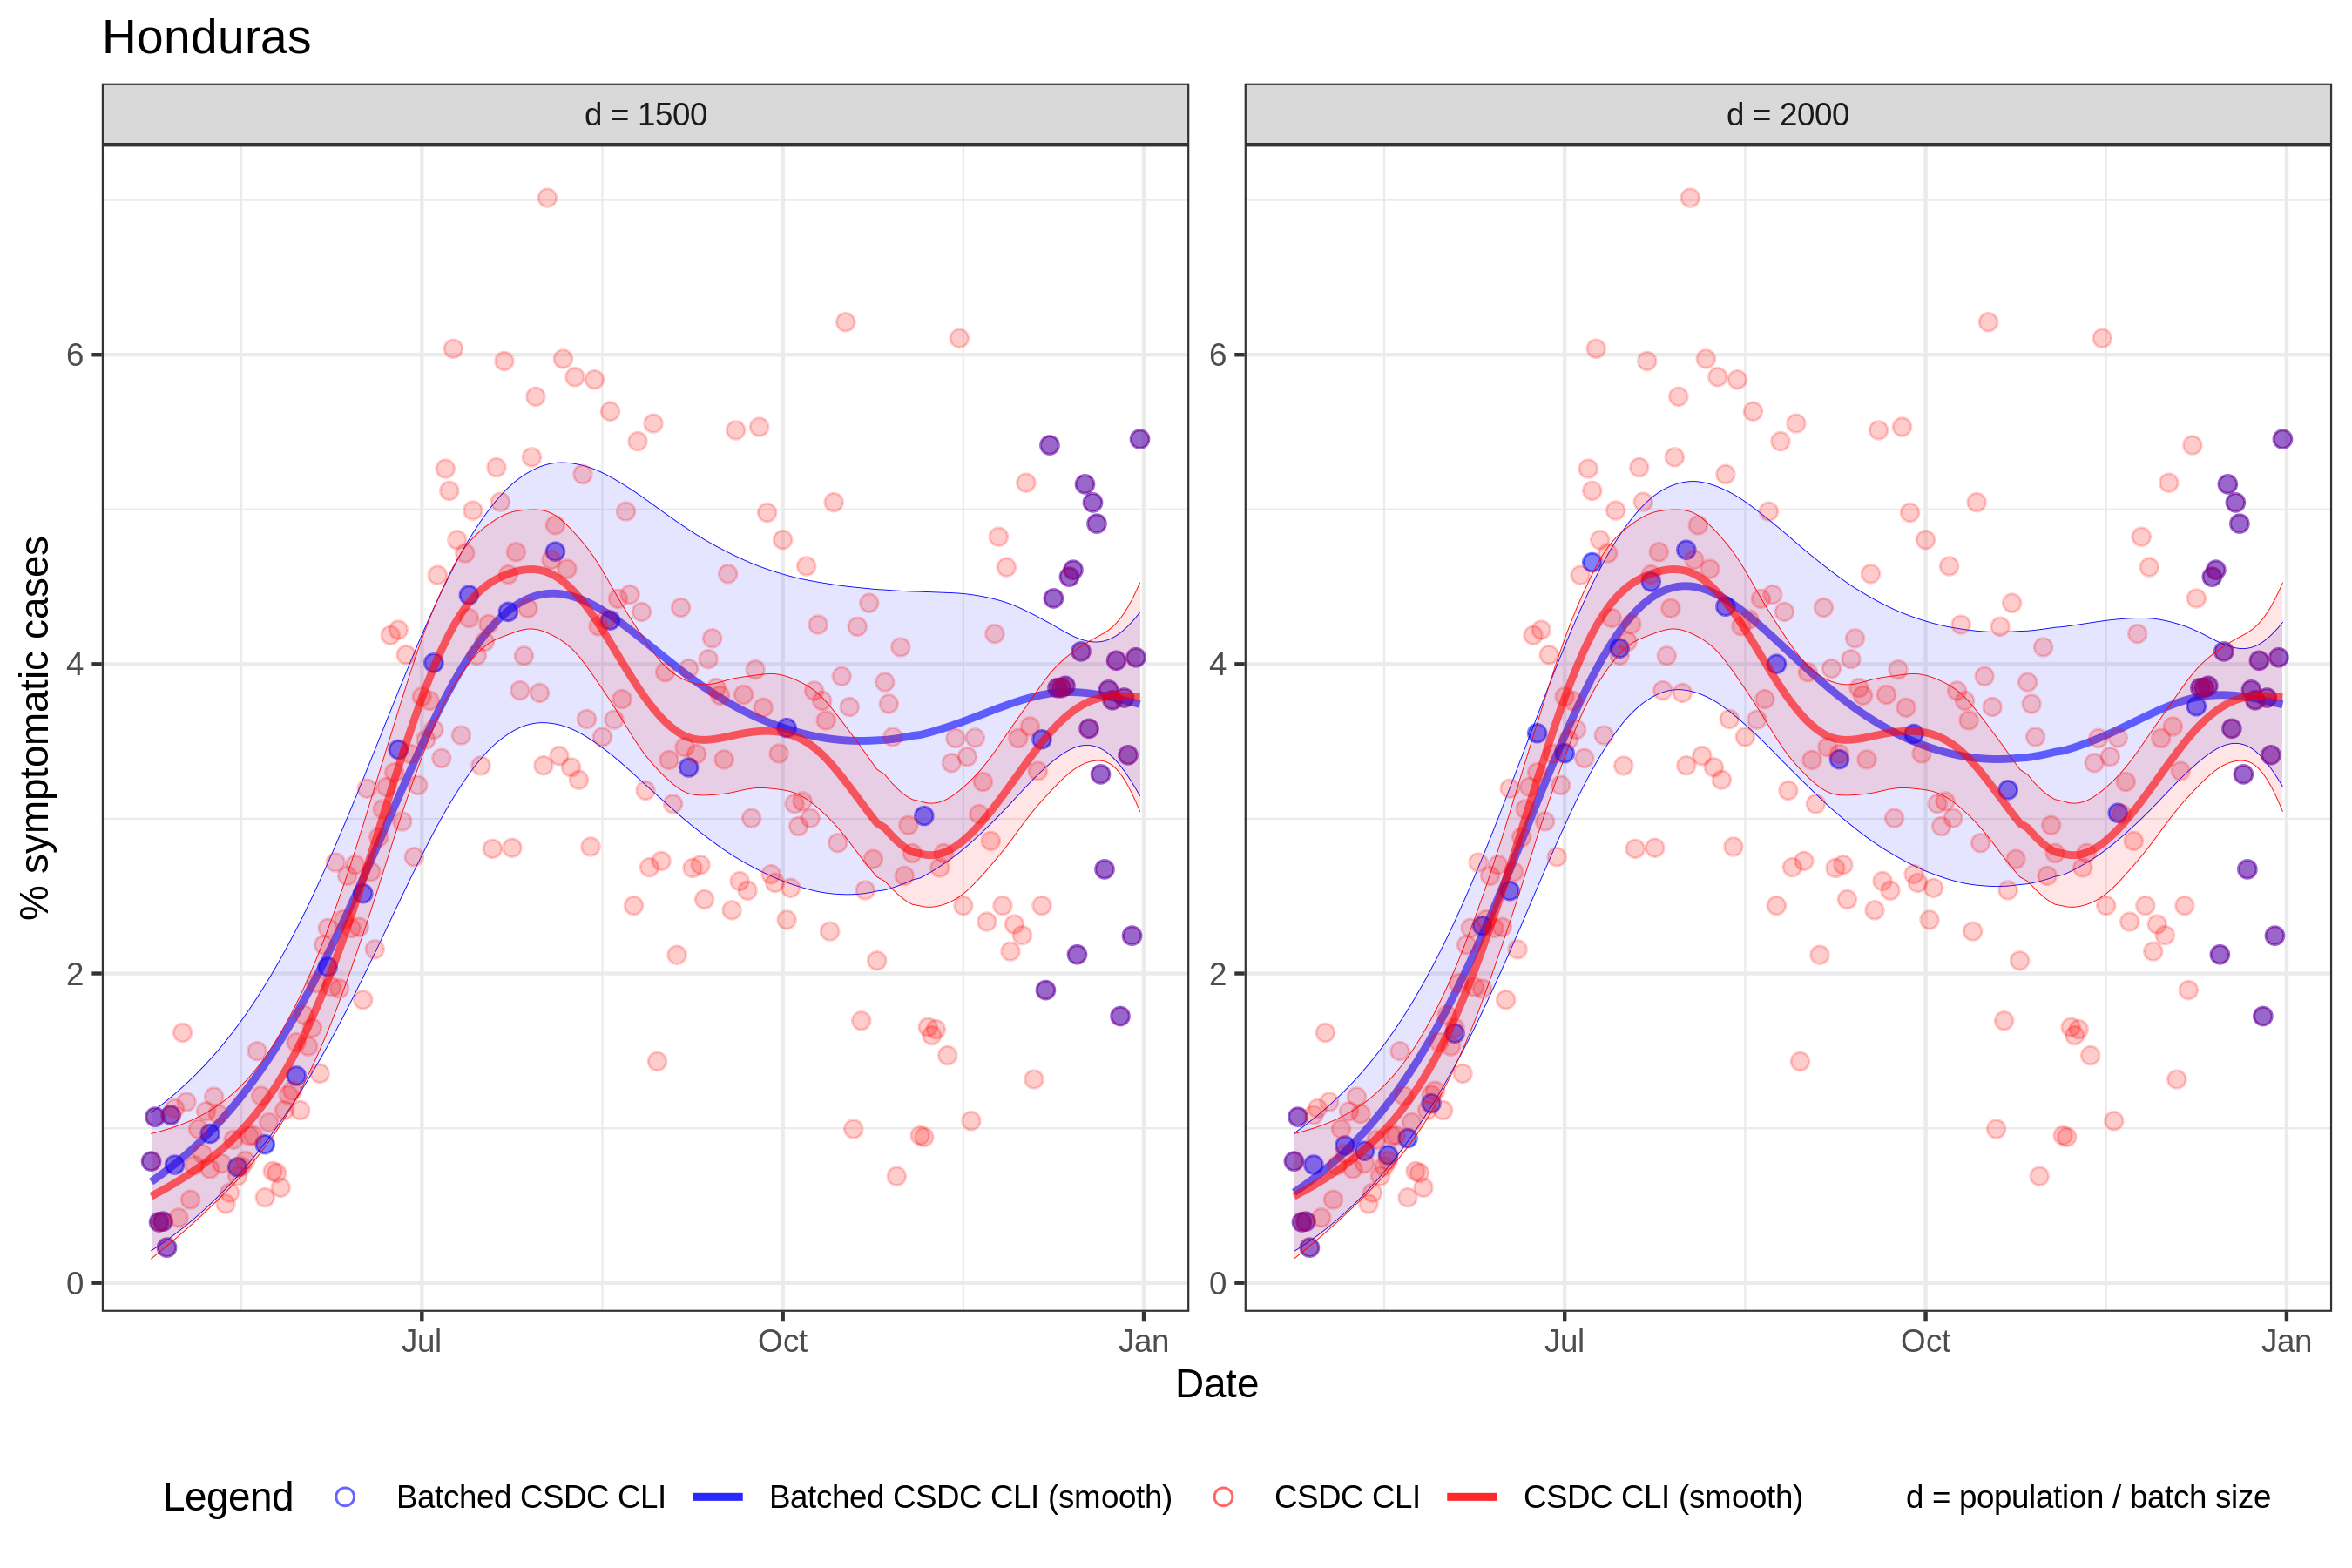 Honduras
d = 1500
d = 2000
% symptomatic cases
6
4
2
0
6
4
2
0
Jul
Oct
Jan
Jul
Oct
Jan
Date
Legend
Batched CSDC CLI
Batched CSDC CLI (smooth)
CSDC CLI
CSDC CLI (smooth)
d = population / batch size